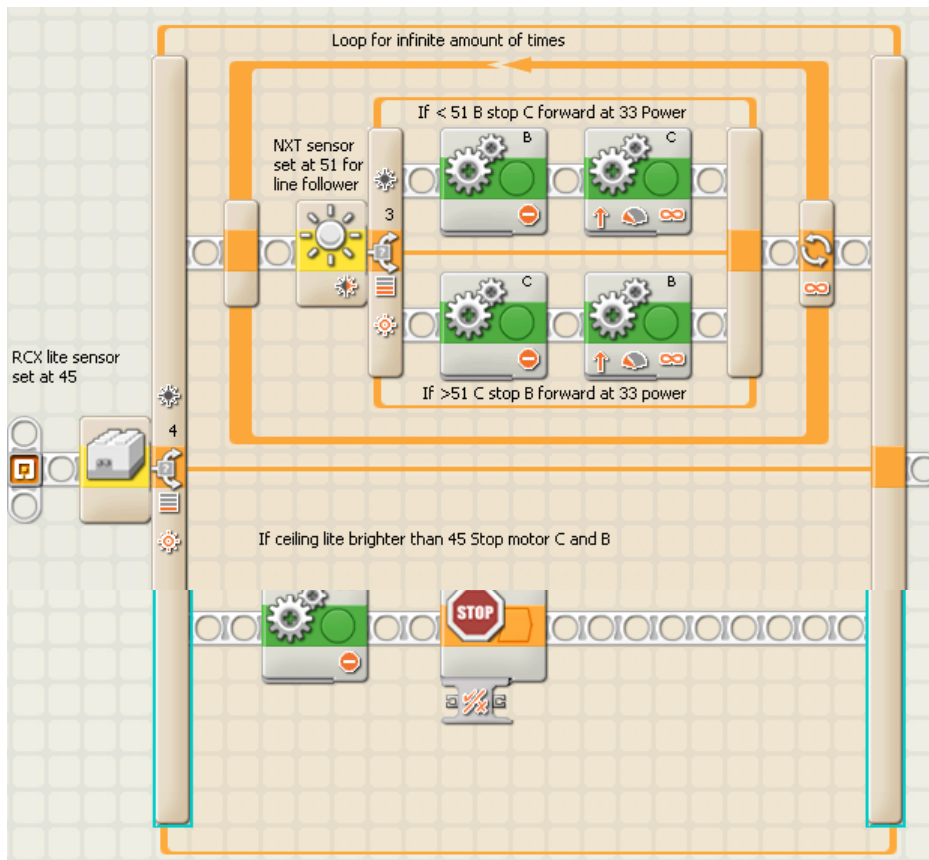 Loop for infinite amount of times
If < 51 B stop C forward at 33 Power
NXT sensor
set at 51 for
line follower
B
C
3
C
B
If >51 C stop B forward at 33 power
RCX lite sensor
set at 45
4
If ceiling lite brighter than 45 Stop motor C and B
STOP